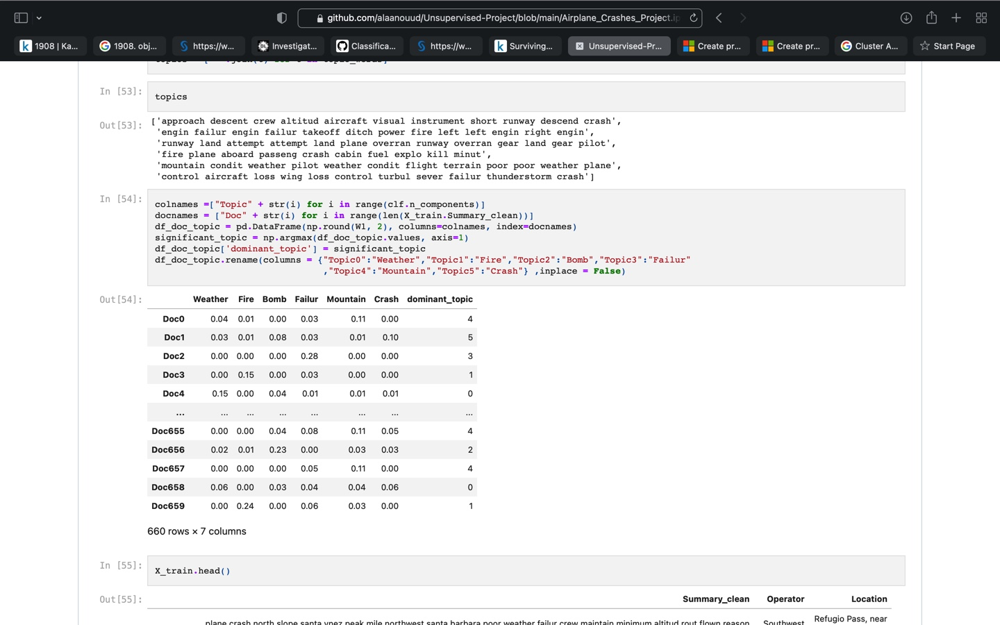 github.com/alaanouud/Unsupervised-Project/blob/main/Airplane_Crashes_Project.ip
1908 | Ka...
1908. obj...
https://w...
Investigat...
Classifica...
https://w...
Surviving...
Unsupervised-Pr...
Create pr...
Create pr...
Cluster A...
Start Page
In [53]:
topics
Out[53]:
['approach descent crew altitud aircraft visual instrument short runway descend crash',
'engin failur engin failur takeoff ditch power fire left left engin right engin',
'runway land attempt attempt land plane overran runway overran gear land gear pilot',
'fire plane aboard passeng crash cabin fuel explo kill minut',
'mountain condit weather pilot weather condit flight terrain poor poor weather plane',
'control aircraft loss wing loss control turbul sever failur thunderstorm crash']
In [54]:
colnames =["Topic" + str(i) for i in range(clf.n_components)]
docnames = ["Doc" + str(i) for i in range(len(X_train.Summary_clean))]
df_doc_topic = pd.DataFrame(np.round(W1, 2), columns=colnames, index=docnames)
significant_topic = np.argmax(df_doc_topic.values, axis=1)
df_doc_topic['dominant_topic'] = significant_topic
df_doc_topic.rename(columns = {"Topic0":"Weather","Topic1":"Fire","Topic2":"Bomb","Topic3":"Failur"
,"Topic4":"Mountain","Topic5":"Crash"} ,inplace = False)
Out[54]:
Weather Fire Bomb Failur Mountain Crash dominant_topic
Doc0 0.04 0.01 0.00 0.03 0.11 0.00 4
Doc1 0.03 0.01 0.08 0.03 0.01 0.10 5
Doc2 0.00 0.00 0.00 0.28 0.00 0.00 3
Doc3 0.00 0.15 0.00 0.03 0.00 0.00 1
Doc4 0.15 0.00 0.04 0.01 0.01 0.01 0
... ... ... ... ... ... ... ...
Doc655 0.00 0.00 0.04 0.08 0.11 0.05 4
Doc656 0.02 0.01 0.23 0.00 0.03 0.03 2
Doc657 0.00 0.00 0.00 0.05 0.11 0.00 4
Doc658 0.06 0.00 0.03 0.04 0.04 0.06 0
Doc659 0.00 0.24 0.00 0.06 0.03 0.00 1
660 rows × 7 columns
In [55]:
X_train.head()
Out[55]:
Summary_clean Operator Location
plane crash north slope santa ynez peak mile northwest santa barbara poor weather failur crew maintain minimum altitud rout flown reason Southwest Refugio Pass, near